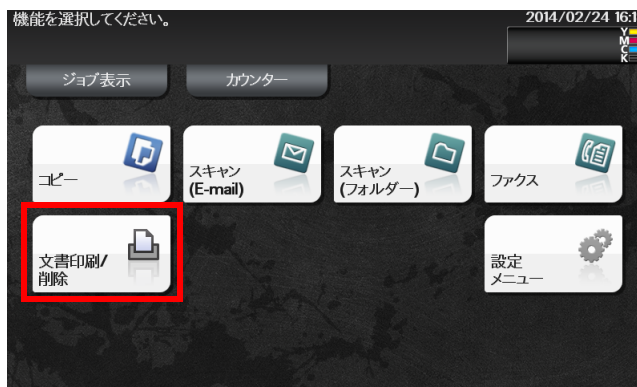 機能を選択してください。
2014/02/24 16:1
Y
M
C
K
ジョブ表示
カウンター
コピー
スキャン
(E-mail)
スキャン
(フォルダー)
ファクス
文書印刷/
削除
設定
メニュー